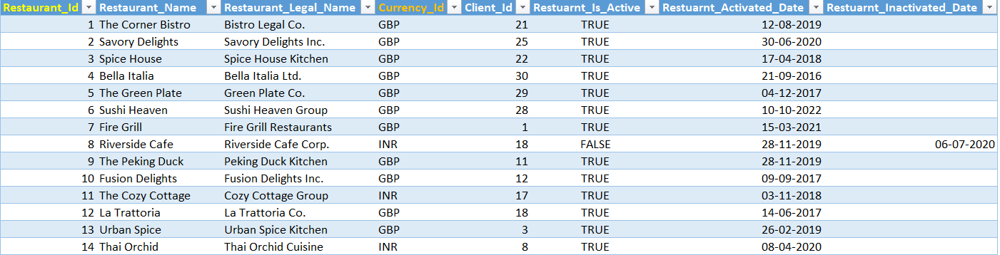 Restaurant_Id Restaurant_Name Restaurant_Legal_Name Currency_Id Client_Id Restuarnt_Is_Active Restuarnt_Activated_Date Restuarnt_Inactivated_Date
1 The Corner Bistro Bistro Legal Co. GBP 21 TRUE 12-08-2019
2 Savory Delights Savory Delights Inc. GBP 25 TRUE 30-06-2020
3 Spice House Spice House Kitchen GBP 22 TRUE 17-04-2018
4 Bella Italia Bella Italia Ltd. GBP 30 TRUE 21-09-2016
5 The Green Plate Green Plate Co. GBP 29 TRUE 04-12-2017
6 Sushi Heaven Sushi Heaven Group GBP 28 TRUE 10-10-2022
7 Fire Grill Fire Grill Restaurants GBP 1 TRUE 15-03-2021
8 Riverside Cafe Riverside Cafe Corp. INR 18 FALSE 28-11-2019 06-07-2020
9 The Peking Duck Peking Duck Kitchen GBP 11 TRUE 28-11-2019
10 Fusion Delights Fusion Delights Inc. GBP 12 TRUE 09-09-2017
11 The Cozy Cottage Cozy Cottage Group INR 17 TRUE 03-11-2018
12 La Trattoria La Trattoria Co. GBP 18 TRUE 14-06-2017
13 Urban Spice Urban Spice Kitchen GBP 3 TRUE 26-02-2019
14 Thai Orchid Thai Orchid Cuisine INR 8 TRUE 08-04-2020